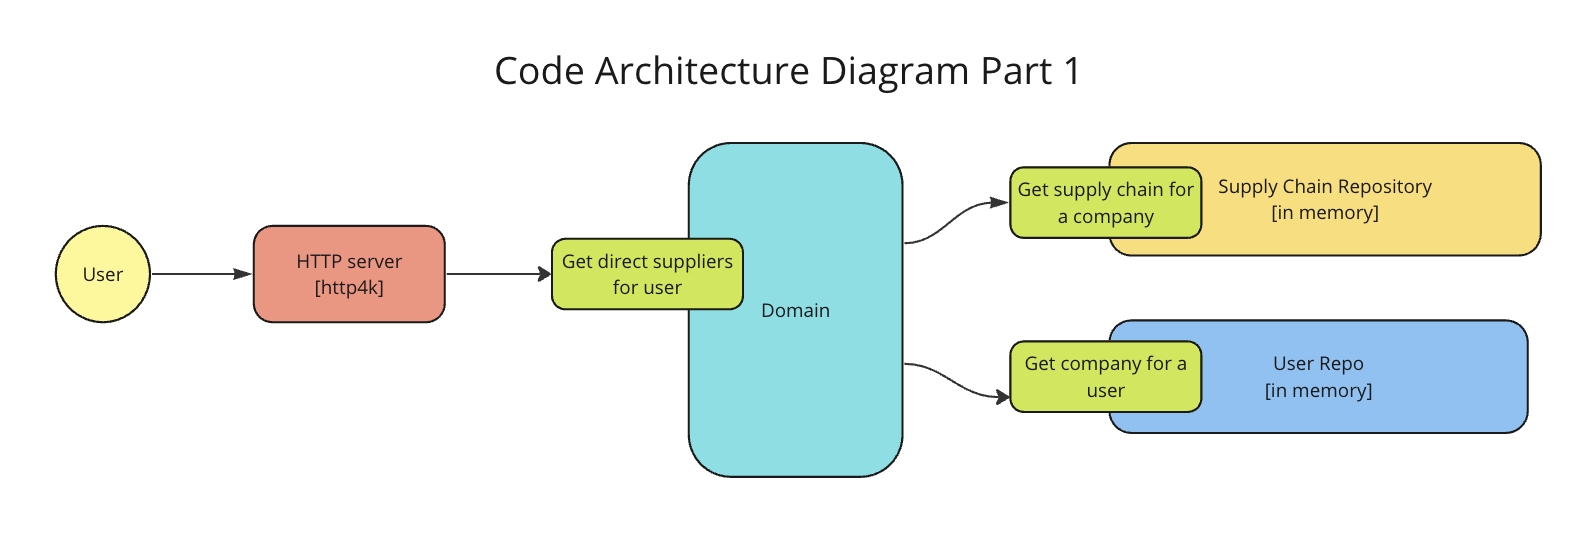 Code Architecture Diagram Part 1
User
HTTP server
[http4k]
Get direct suppliers
for user
Domain
Get supply chain for
a company
Supply Chain Repository
[in memory]
Get company for a
user
User Repo
[in memory]